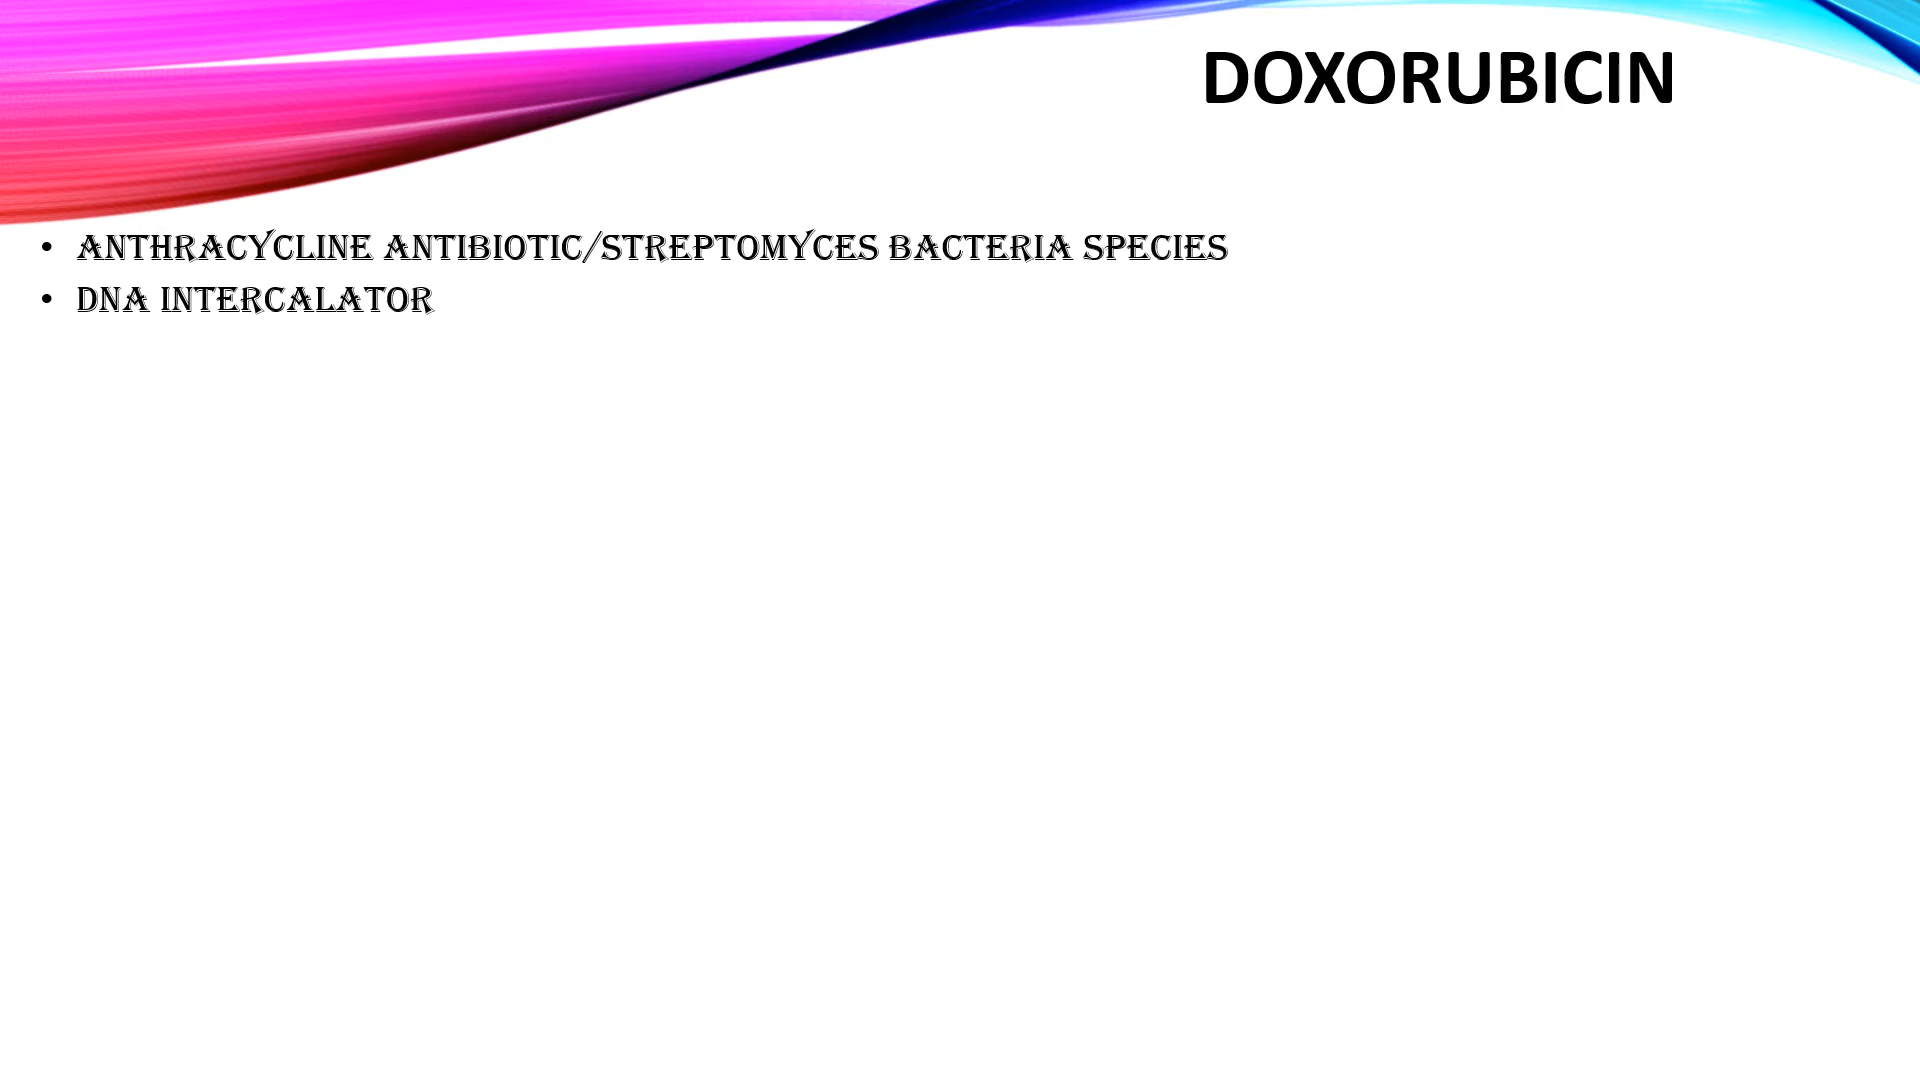 DOXORUBICIN
• ANTHRACYCLINE ANTIBIOTIC/STREPTOMYCES BACTERIA SPECIES
• DNA INTERCALATOR